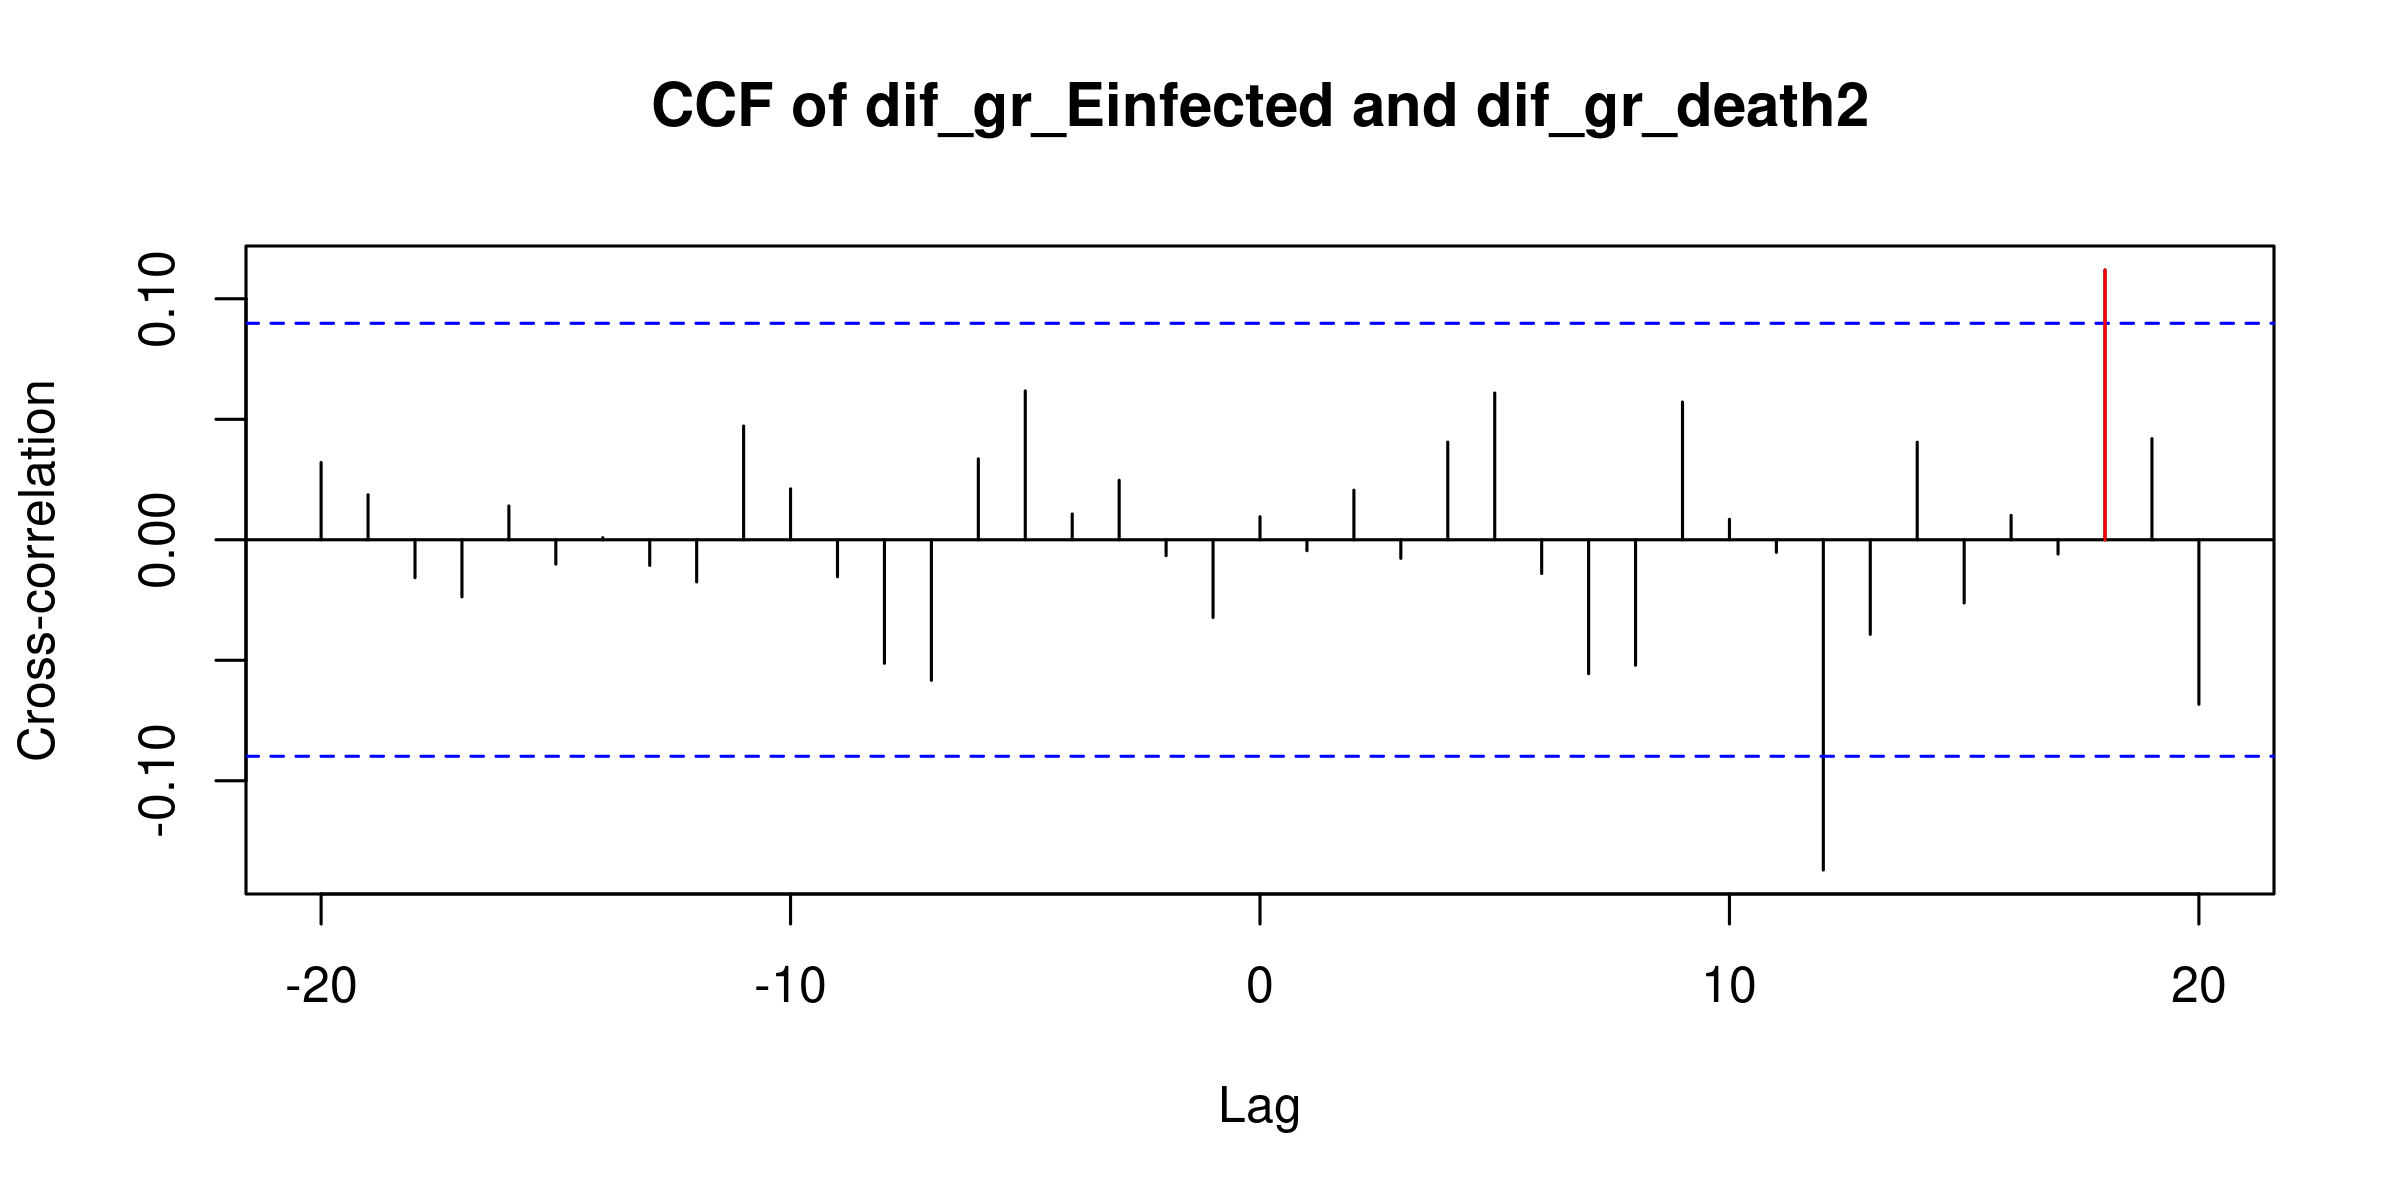 CCF of dif_gr_Einfected and dif_gr_death2
Cross-correlation
0.10
0.00
-0.10
-20 -10 0 10 20
Lag